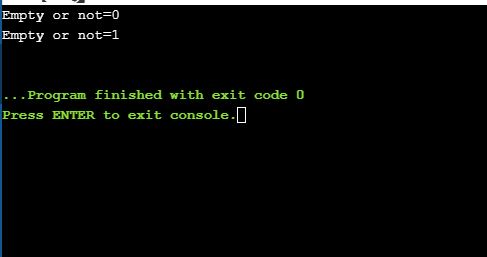 Empty or not=0
Empty or not=1
...Program finished with exit code 0
Press ENTER to exit console.